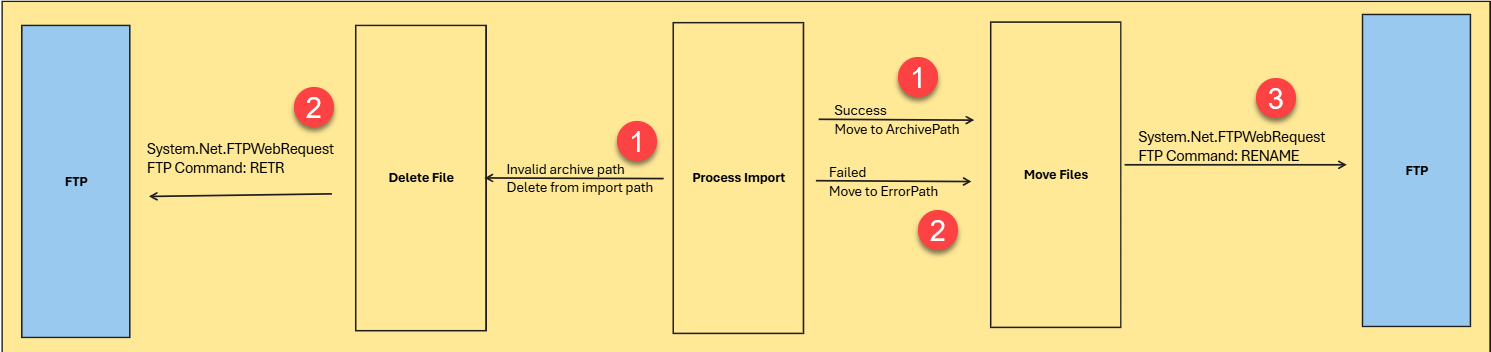 FTP
2
System.Net.FTPWebRequest
FTP Command: RETR
Delete File
1
Invalid archive path
Delete from import path
Process Import
1
Success
Move to ArchivePath
Failed
Move to ErrorPath
2
Move Files
3
System.Net.FTPWebRequest
FTP Command: RENAME
FTP